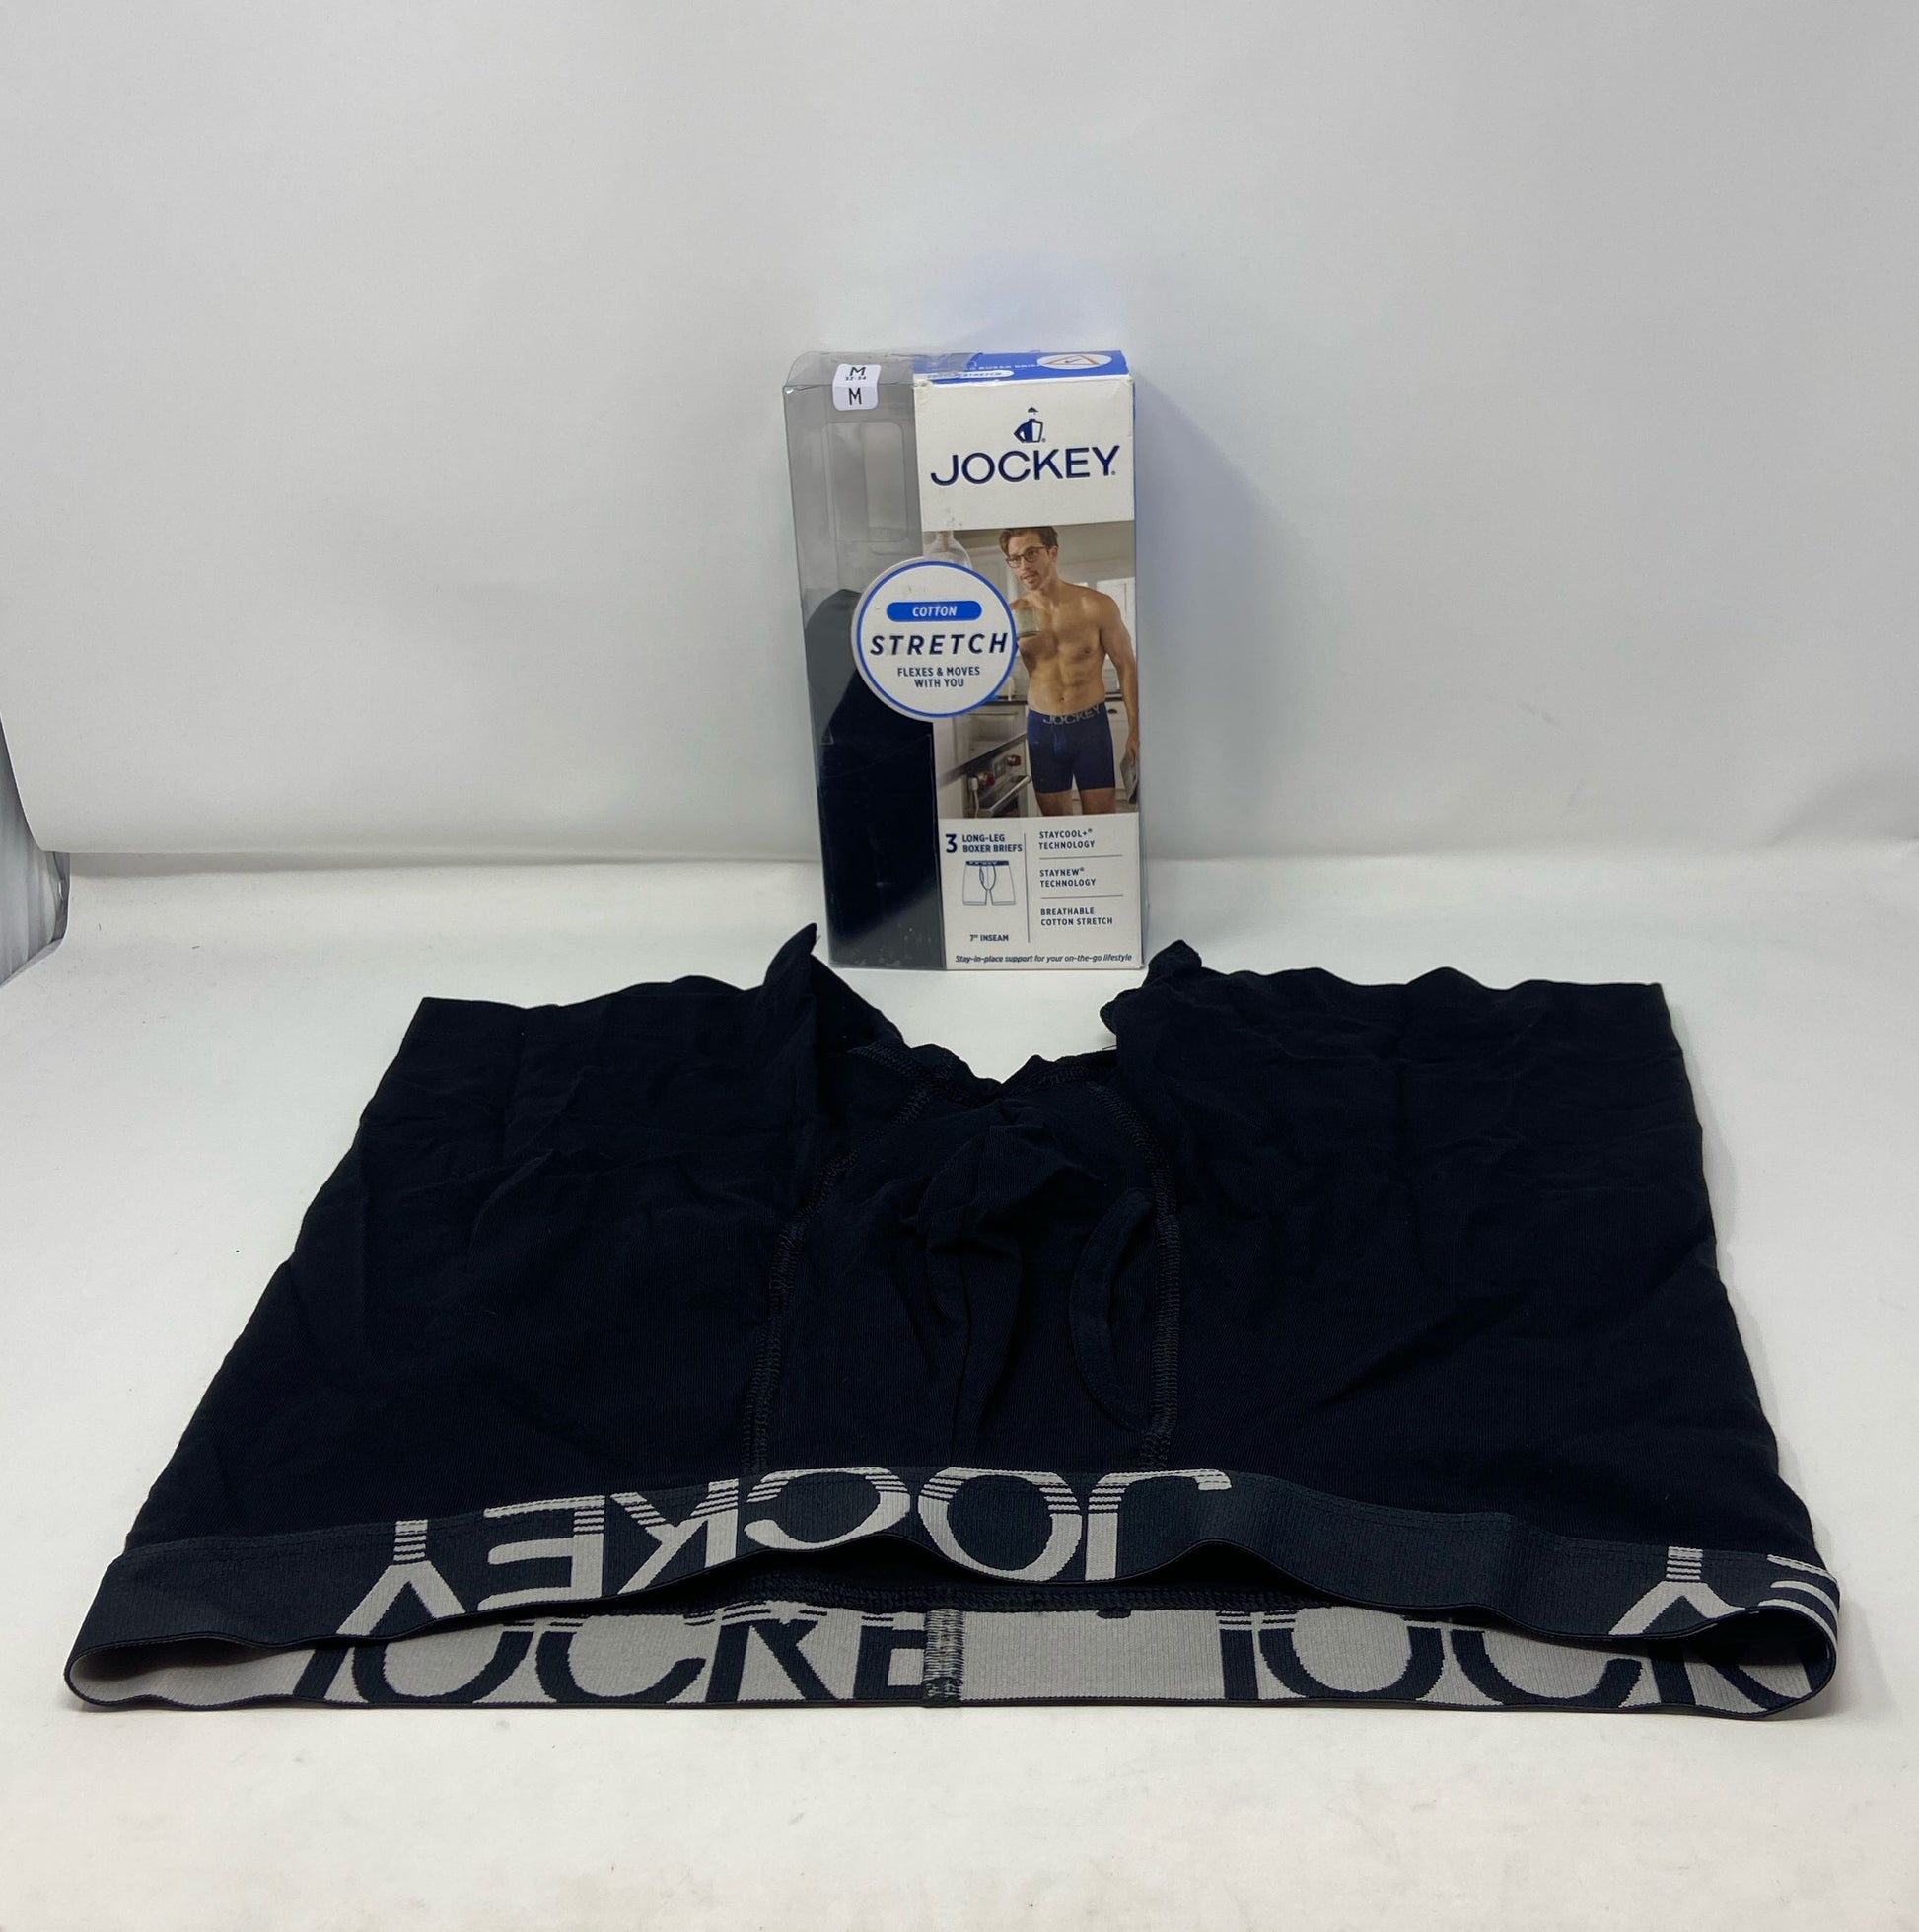 M
32-34
M
JOCKEY
COTTON
STRETCH
FLEXES & MOVES
WITH YOU
JOCKEY
3 LONG-LEG
BOXER BRIEFS
7" INSEAM
STAYCOOL+®
TECHNOLOGY
STAYNEW®
TECHNOLOGY
BREATHABLE
COTTON STRETCH
Stay-in-place support for your on-the-go lifestyle
JOCKEY